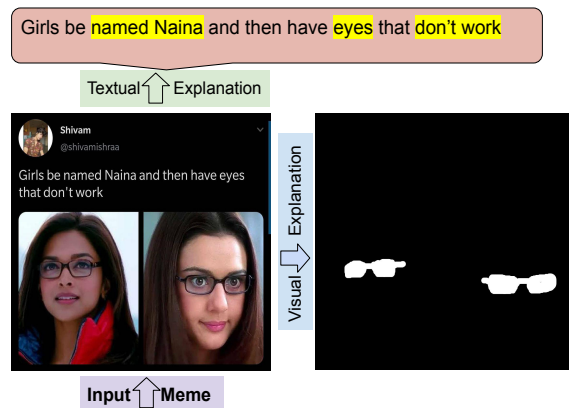 Girls be named Naina and then have eyes that don't work
Textual Explanation
Shivam
@shivamishraa
Girls be named Naina and then have eyes
that don't work
Visual Explanation
Input Meme